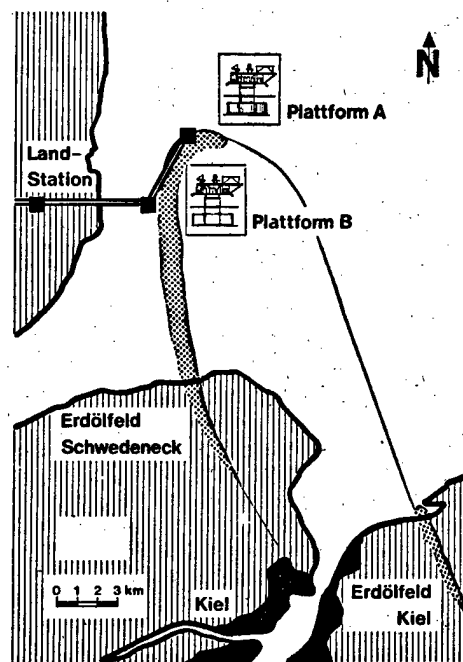 N
Plattform A
Land-
Station
Plattform B
Erdölfeld
Schwedeneck
0 1 2 3 km
Kiel
Erdölfeld
Kiel